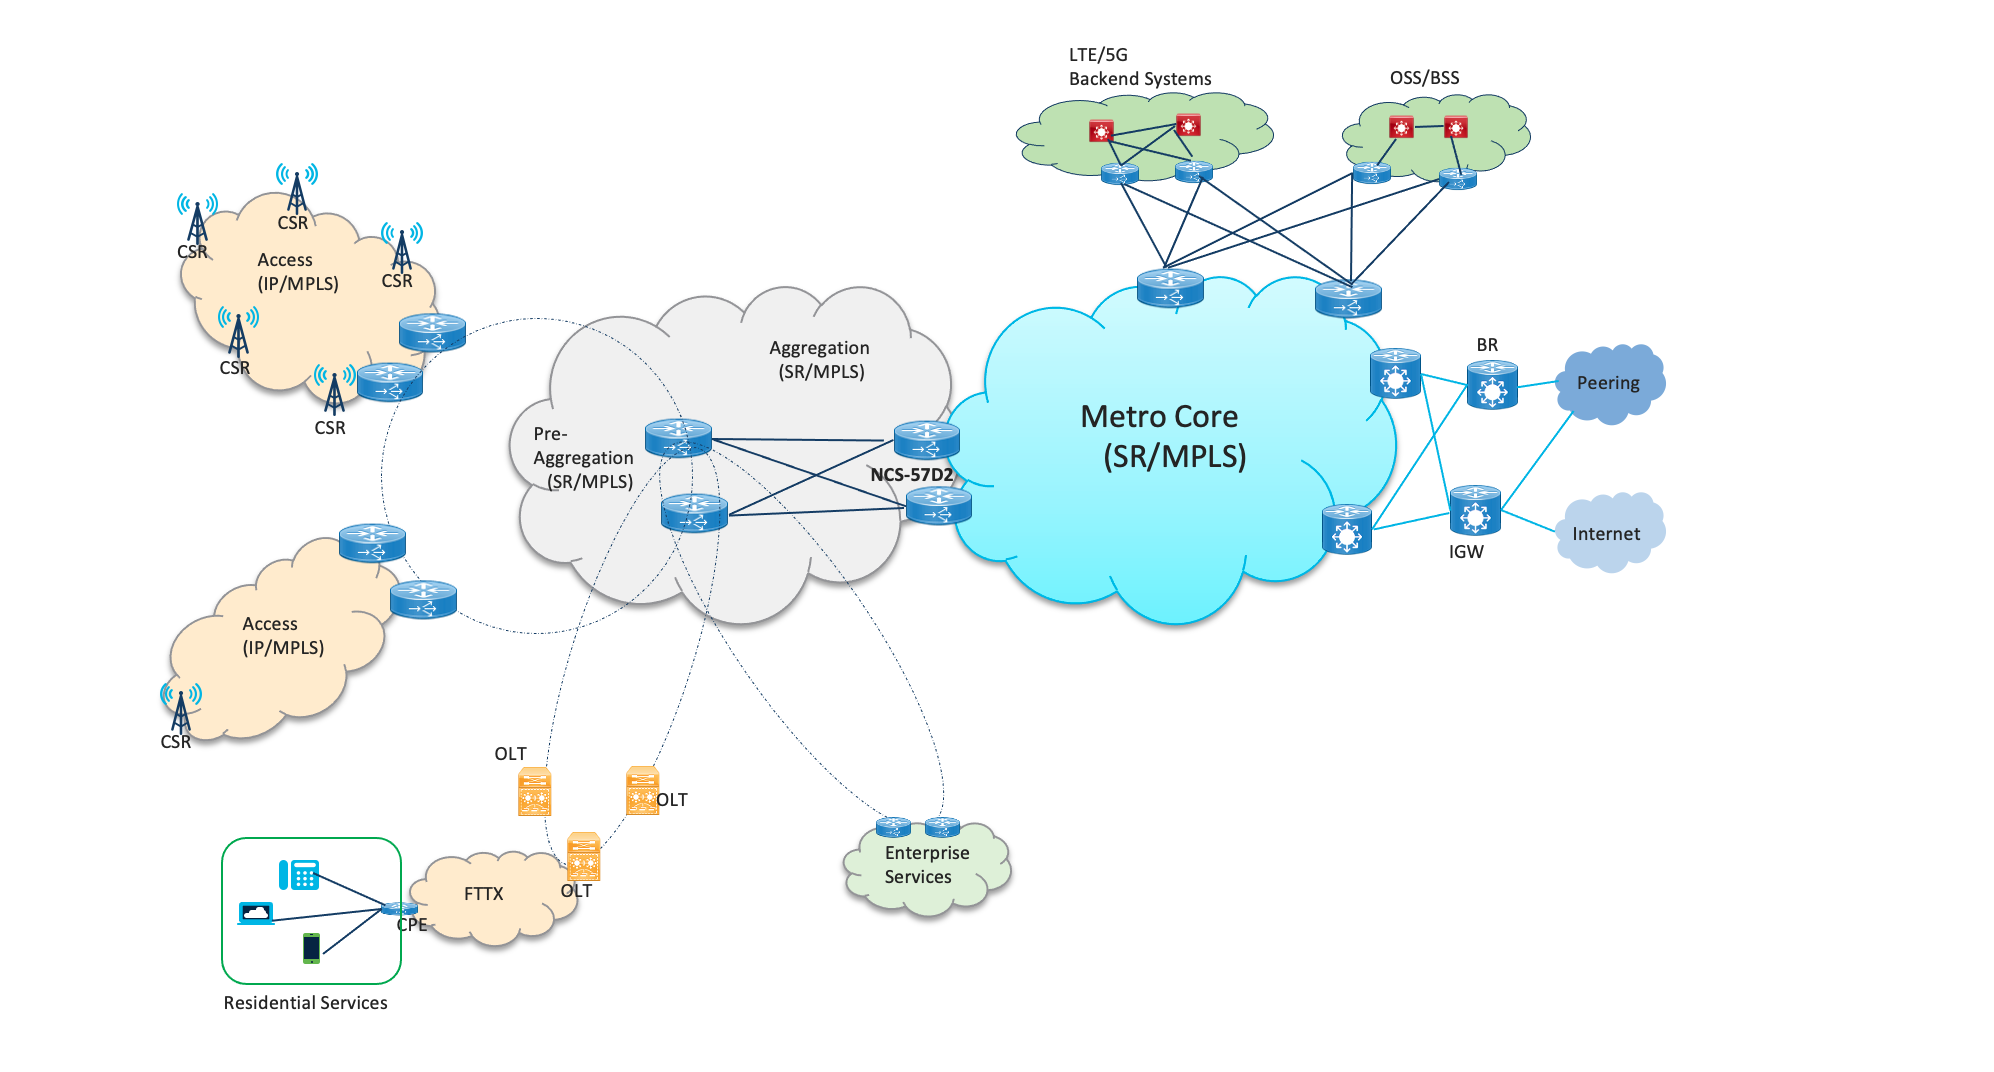 LTE/5G
Backend Systems
OSS/BSS
CSR
CSR
CSR
Access
(IP/MPLS)
CSR
CSR
BR
Peering
Aggregation
(SR/MPLS)
Pre-
Aggregation
(SR/MPLS)
NCS-57D2
Metro Core
(SR/MPLS)
IGW
Internet
Access
(IP/MPLS)
CSR
OLT
OLT
OLT
FTTX
CPE
Enterprise
Services
Residential Services